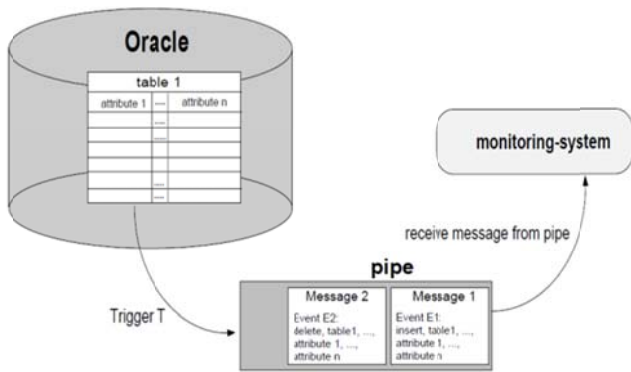 Oracle
table 1
attribute 1 .... attribute n
....
....
....
....
monitoring-system
receive message from pipe
pipe
Trigger T
Message 2
Event E2:
delete, table1, ...,
attribute 1, ...,
attribute n
Message 1
Event E1:
insert, table1, ...,
attribute 1, ...,
attribute n